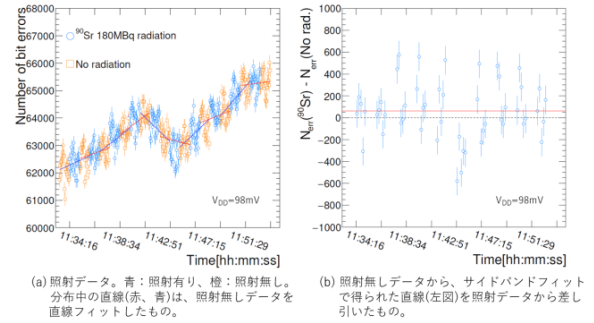 Number of bit errors
68000
67000
66000
65000
64000
63000
62000
61000
60000
⁹⁰Sr 180MBq radiation
No radiation
V_DD=98mV
11:34:16
11:38:34
11:42:51
11:47:15
11:51:29
Time[hh:mm:ss]
(a) 照射データ。青：照射有り、橙：照射無し。
分布中の直線(赤、青)は、照射無しデータを
直線フィットしたもの。
N_err(⁹⁰Sr) - N_err (No rad.)
1000
800
600
400
200
0
−200
−400
−600
−800
−1000
V_DD=98mV
11:34:16
11:38:34
11:42:51
11:47:15
11:51:29
Time[hh:mm:ss]
(b) 照射無しデータから、サイドバンドフィット
で得られた直線(左図)を照射データから差し
引いたもの。